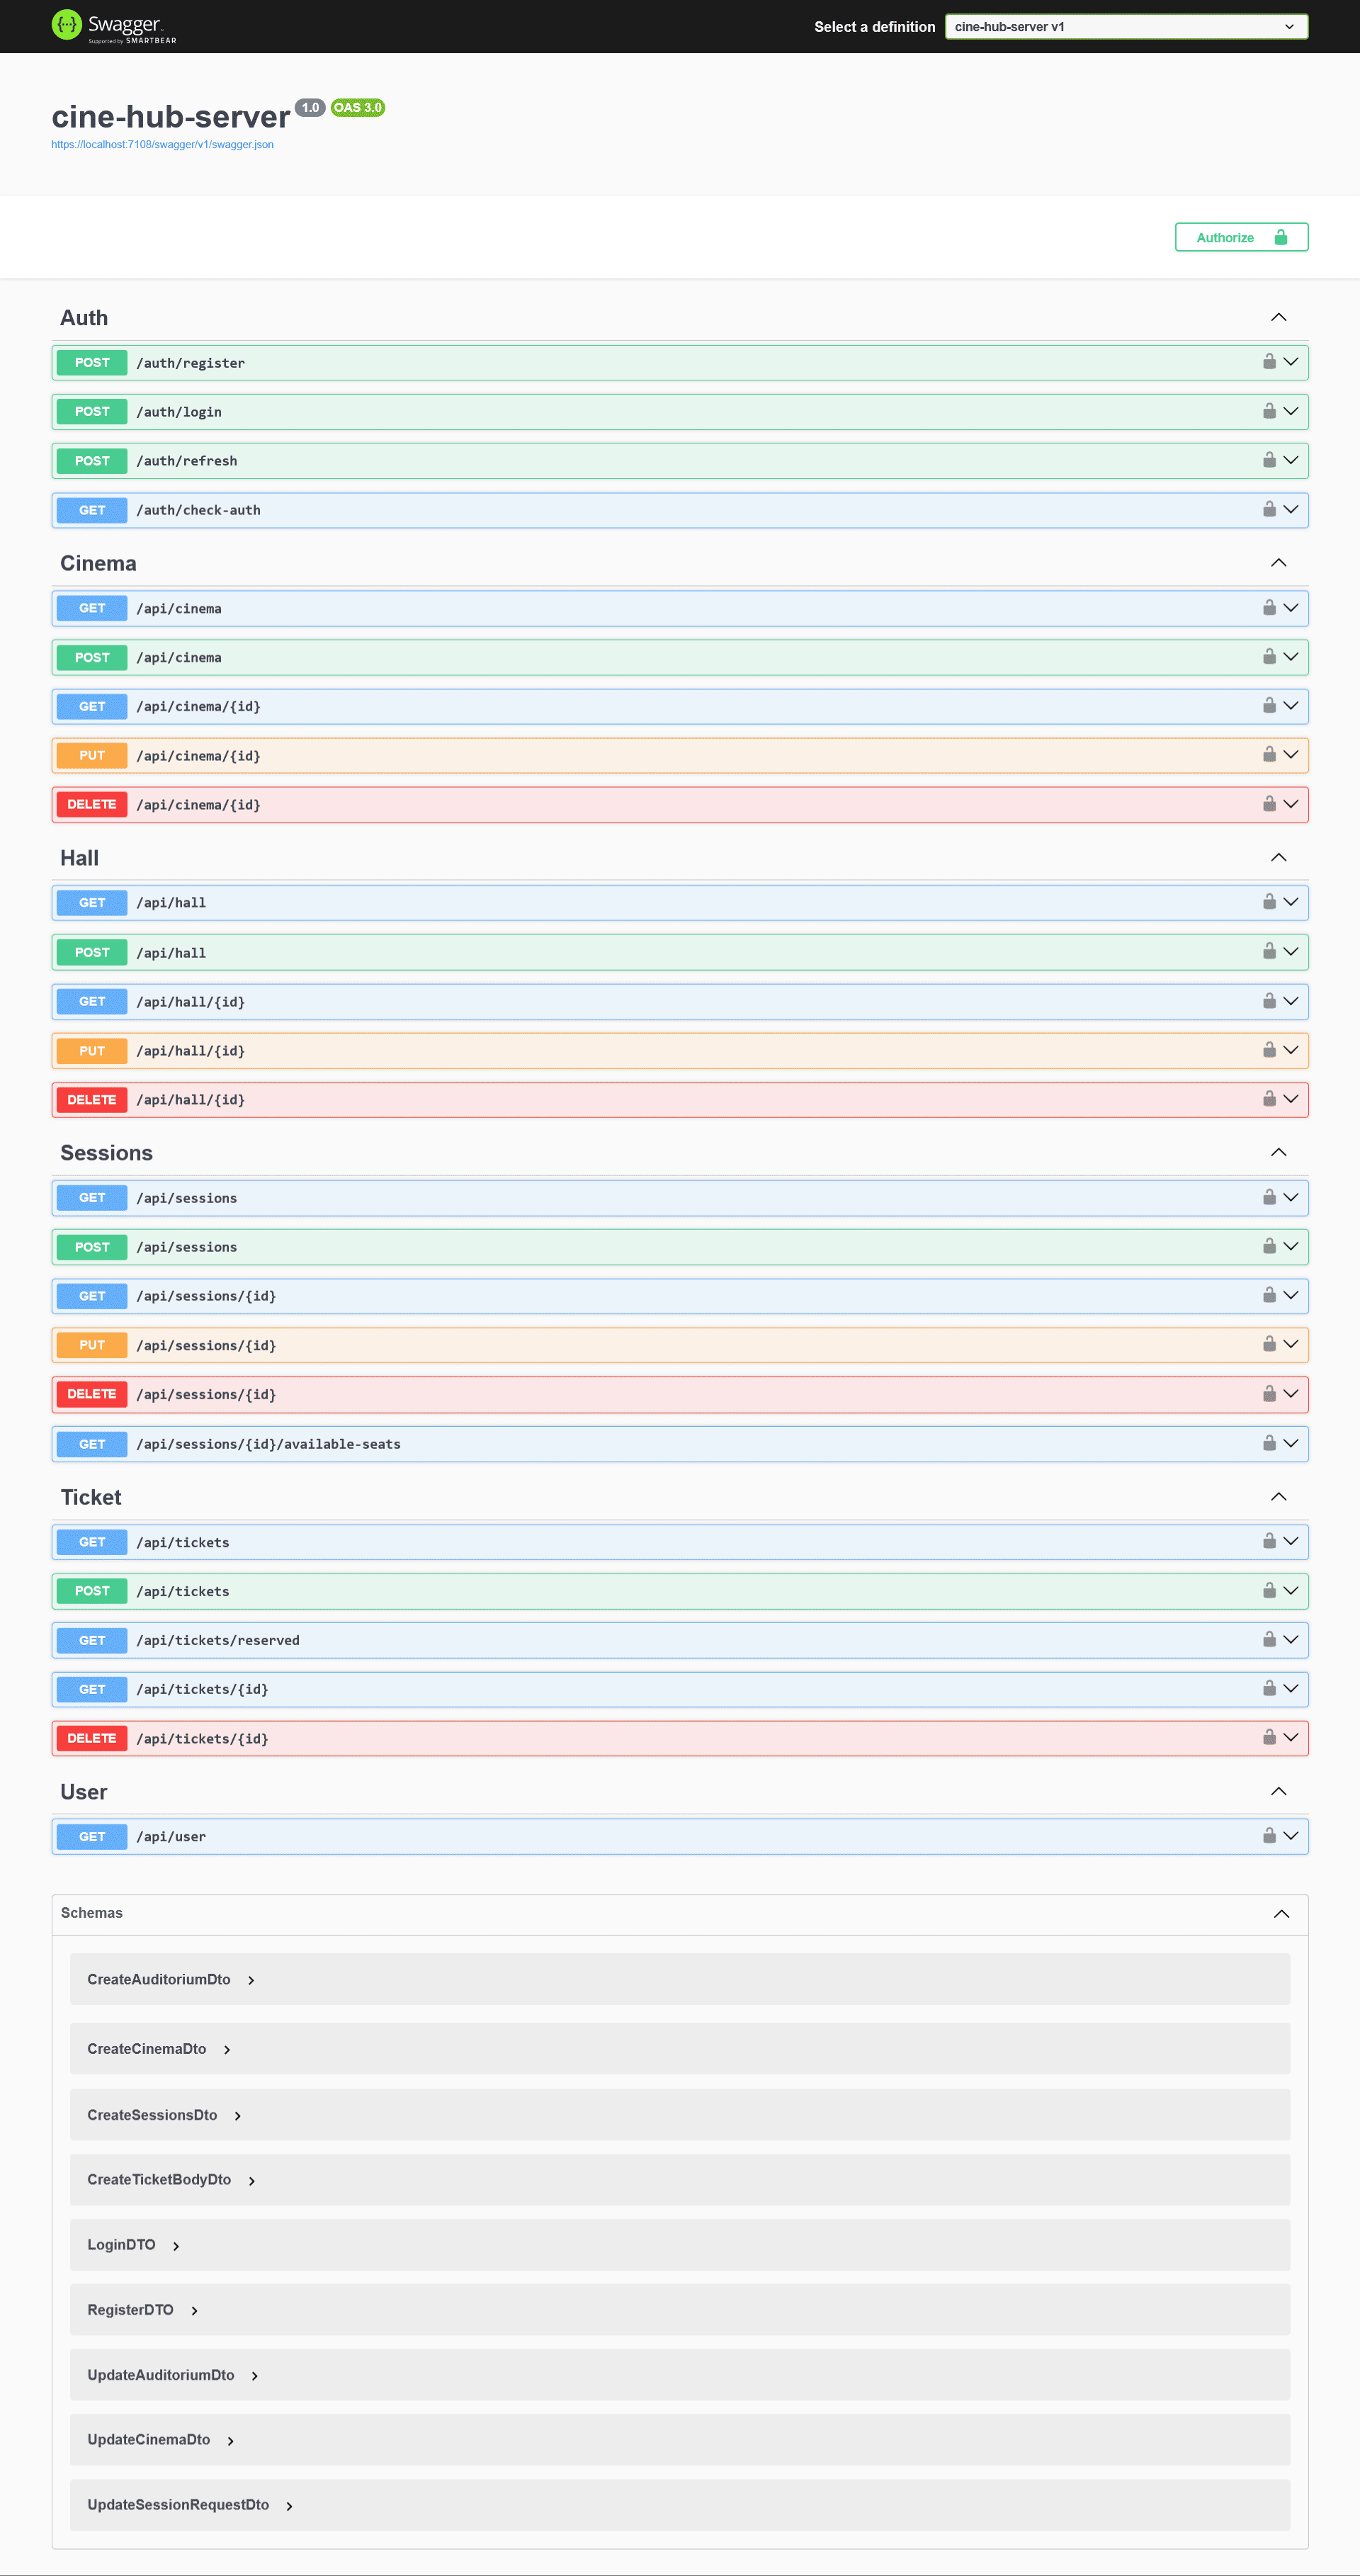 Swagger
Supported by SMARTBEAR
Select a definition
cine-hub-server v1
cine-hub-server 1.0 OAS 3.0
https://localhost:7108/swagger/v1/swagger.json
Authorize
Auth
POST /auth/register
POST /auth/login
POST /auth/refresh
GET /auth/check-auth
Cinema
GET /api/cinema
POST /api/cinema
GET /api/cinema/{id}
PUT /api/cinema/{id}
DELETE /api/cinema/{id}
Hall
GET /api/hall
POST /api/hall
GET /api/hall/{id}
PUT /api/hall/{id}
DELETE /api/hall/{id}
Sessions
GET /api/sessions
POST /api/sessions
GET /api/sessions/{id}
PUT /api/sessions/{id}
DELETE /api/sessions/{id}
GET /api/sessions/{id}/available-seats
Ticket
GET /api/tickets
POST /api/tickets
GET /api/tickets/reserved
GET /api/tickets/{id}
DELETE /api/tickets/{id}
User
GET /api/user
Schemas
CreateAuditoriumDto
CreateCinemaDto
CreateSessionsDto
CreateTicketBodyDto
LoginDTO
RegisterDTO
UpdateAuditoriumDto
UpdateCinemaDto
UpdateSessionRequestDto